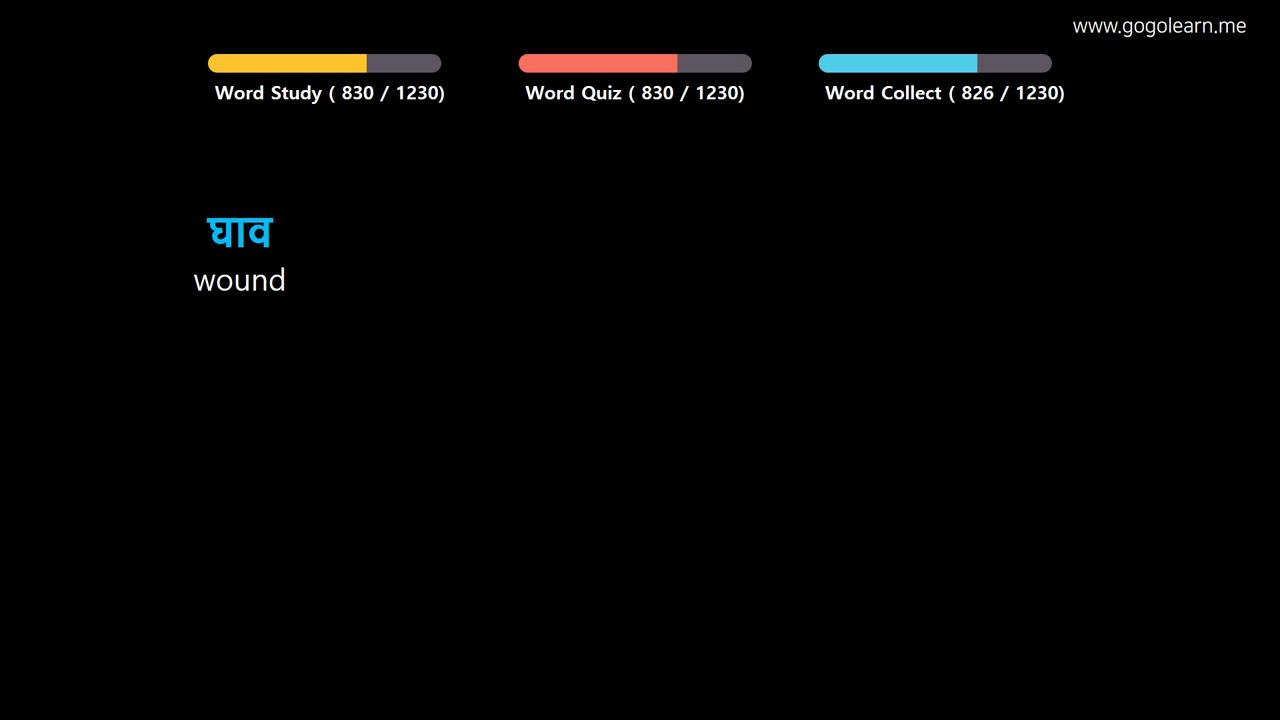 www.gogolearn.me
Word Study ( 830 / 1230)
Word Quiz ( 830 / 1230)
Word Collect ( 826 / 1230)
घाव
wound